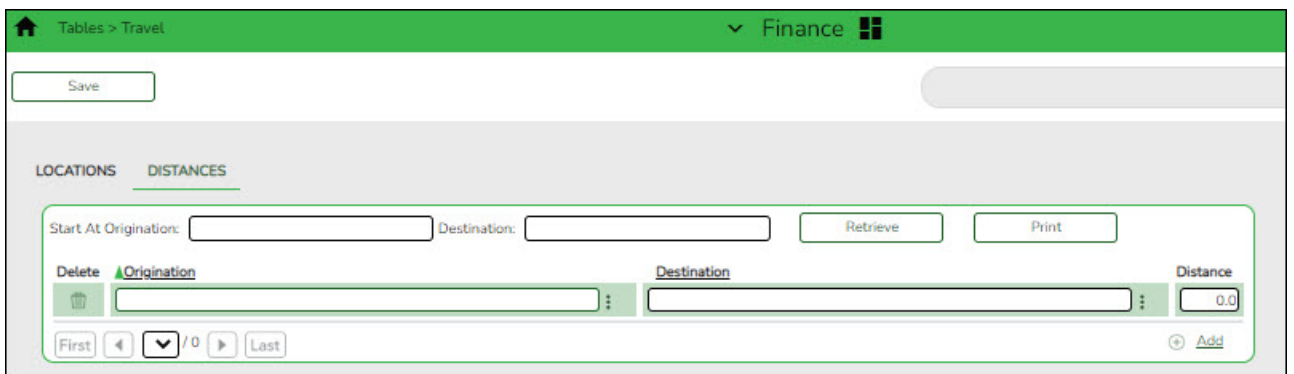 Tables > Travel
Finance
Save
LOCATIONS DISTANCES
Start At Origination: Destination: Retrieve Print
Delete Origination Destination Distance
0.0
First / 0 Last Add